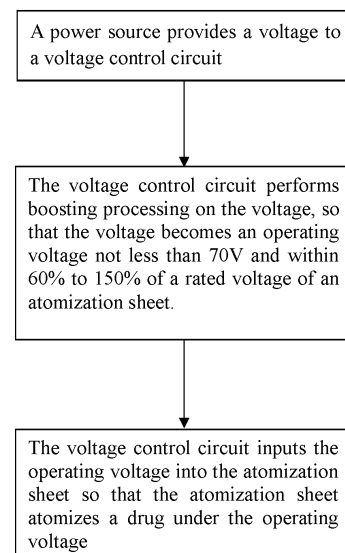 A power source provides a voltage to
a voltage control circuit
The voltage control circuit performs
boosting processing on the voltage, so
that the voltage becomes an operating
voltage not less than 70V and within
60% to 150% of a rated voltage of an
atomization sheet.
The voltage control circuit inputs the
operating voltage into the atomization
sheet so that the atomization sheet
atomizes a drug under the operating
voltage